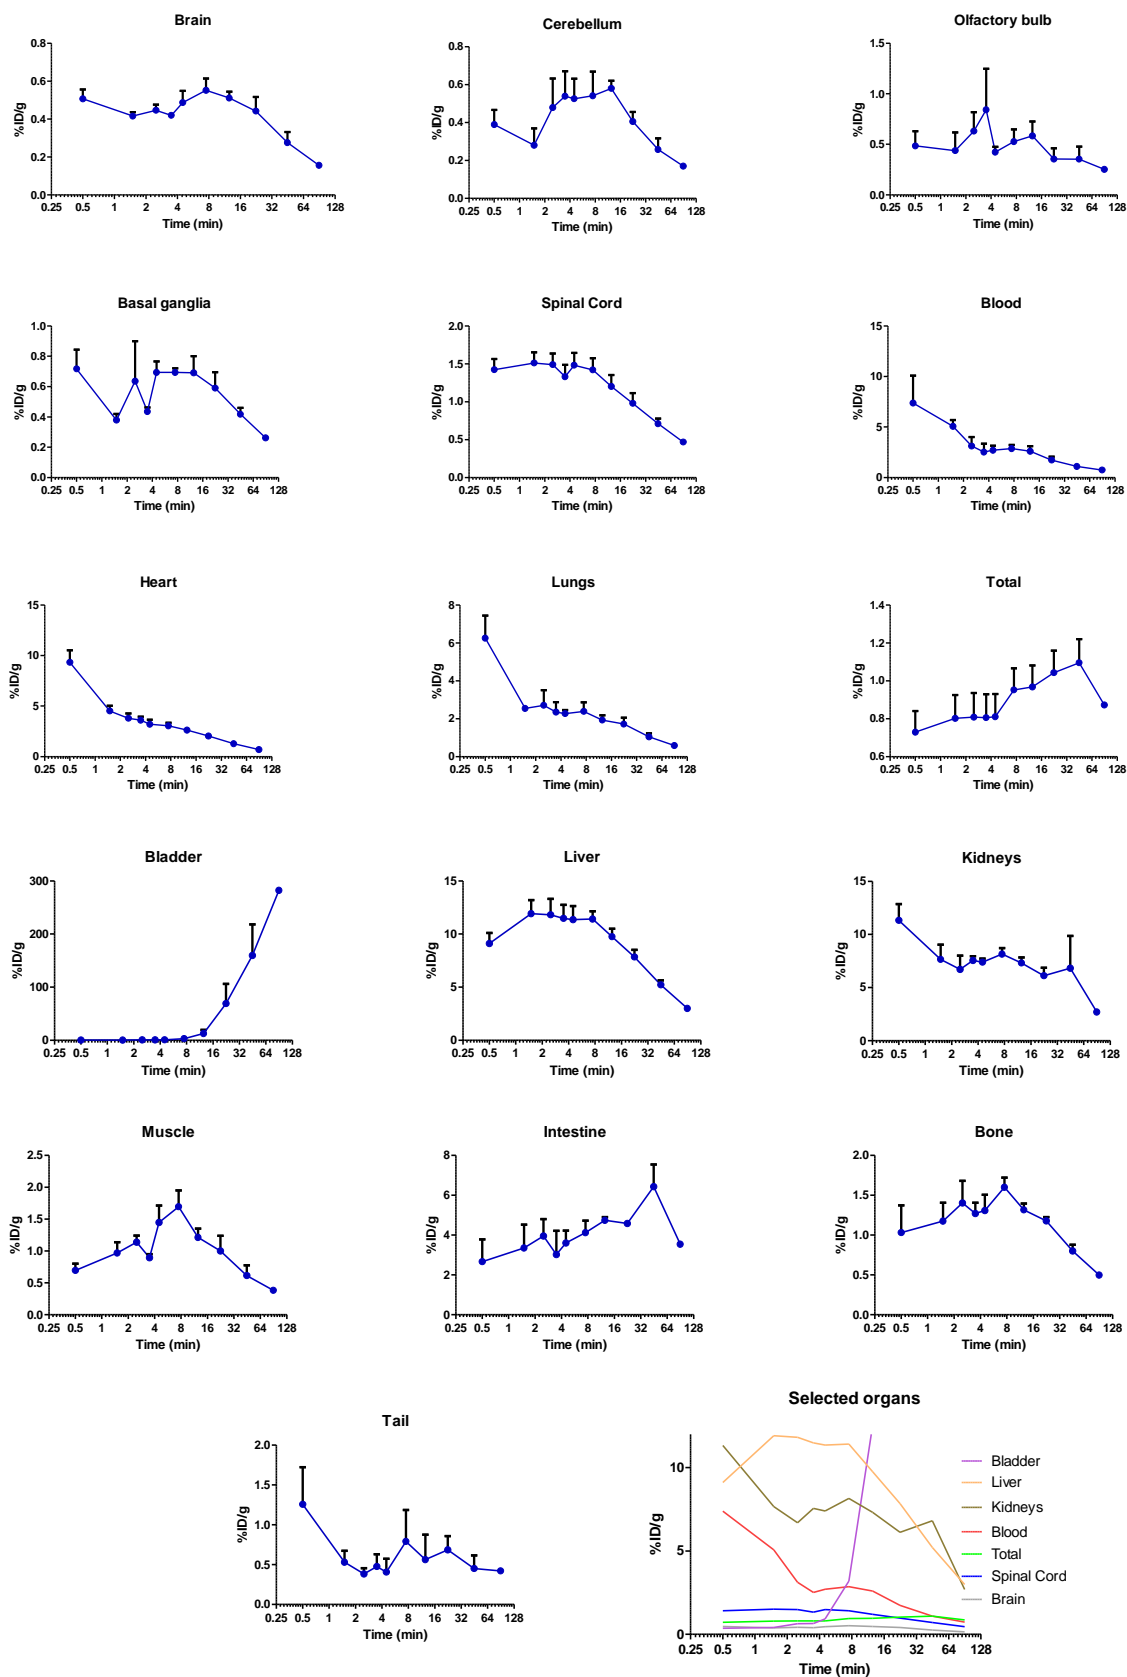 Brain
0.8
0.6
0.4
0.2
0.0
%ID/g
0.25 0.5 1 2 4 8 16 32 64 128
Time (min)
Cerebellum
0.8
0.6
0.4
0.2
0.0
%ID/g
0.25 0.5 1 2 4 8 16 32 64 128
Time (min)
Olfactory bulb
1.5
1.0
0.5
0.0
%ID/g
0.25 0.5 1 2 4 8 16 32 64 128
Time (min)
Basal ganglia
1.0
0.8
0.6
0.4
0.2
0.0
%ID/g
0.25 0.5 1 2 4 8 16 32 64 128
Time (min)
Spinal Cord
2.0
1.5
1.0
0.5
0.0
%ID/g
0.25 0.5 1 2 4 8 16 32 64 128
Time (min)
Blood
15
10
5
0
%ID/g
0.25 0.5 1 2 4 8 16 32 64 128
Time (min)
Heart
15
10
5
0
%ID/g
0.25 0.5 1 2 4 8 16 32 64 128
Time (min)
Lungs
8
6
4
2
0
%ID/g
0.25 0.5 1 2 4 8 16 32 64 128
Time (min)
Total
1.4
1.2
1.0
0.8
0.6
%ID/g
0.25 0.5 1 2 4 8 16 32 64 128
Time (min)
Bladder
300
200
100
0
%ID/g
0.25 0.5 1 2 4 8 16 32 64 128
Time (min)
Liver
15
10
5
0
%ID/g
0.25 0.5 1 2 4 8 16 32 64 128
Time (min)
Kidneys
15
10
5
0
%ID/g
0.25 0.5 1 2 4 8 16 32 64 128
Time (min)
Muscle
2.5
2.0
1.5
1.0
0.5
0.0
%ID/g
0.25 0.5 1 2 4 8 16 32 64 128
Time (min)
Intestine
8
6
4
2
0
%ID/g
0.25 0.5 1 2 4 8 16 32 64 128
Time (min)
Bone
2.0
1.5
1.0
0.5
0.0
%ID/g
0.25 0.5 1 2 4 8 16 32 64 128
Time (min)
Tail
2.0
1.5
1.0
0.5
0.0
%ID/g
0.25 0.5 1 2 4 8 16 32 64 128
Time (min)
Selected organs
10
5
0
%ID/g
0.25 0.5 1 2 4 8 16 32 64 128
Time (min)
Bladder
Liver
Kidneys
Blood
Total
Spinal Cord
Brain